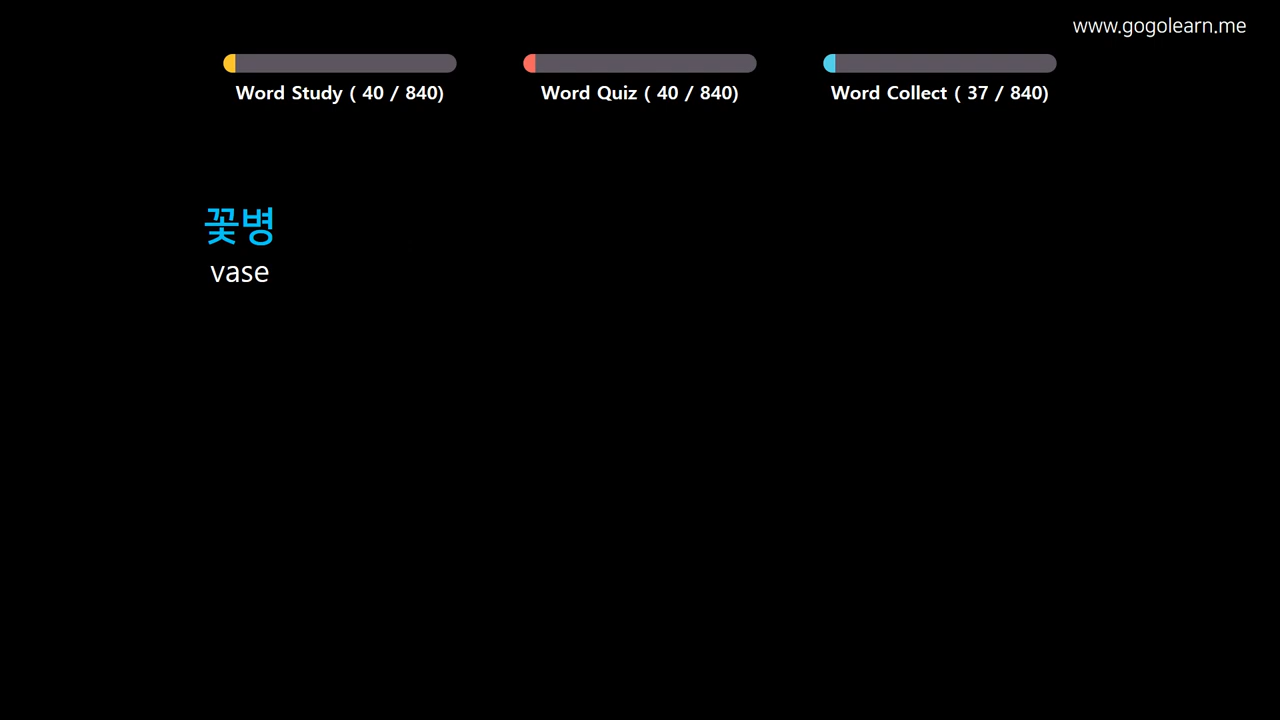 www.gogolearn.me
Word Study ( 40 / 840)
Word Quiz ( 40 / 840)
Word Collect ( 37 / 840)
꽃병
vase